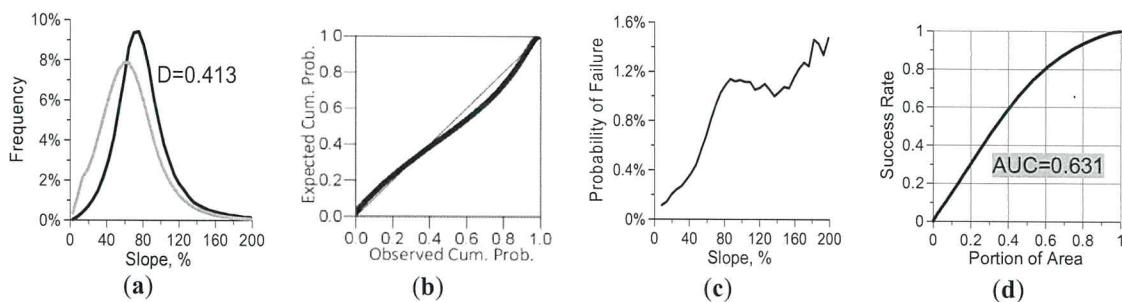 10%
8%
6%
4%
2%
0%
Frequency
D=0.413
0 40 80 120 160 200
Slope, %
(a)
1.0
0.8
0.6
0.4
0.2
0.0
Expected Cum. Prob.
0.0 0.2 0.4 0.6 0.8 1.0
Observed Cum. Prob.
(b)
1.6%
1.2%
0.8%
0.4%
0%
Probability of Failure
0 40 80 120 160 200
Slope, %
(c)
1
0.8
0.6
0.4
0.2
0
Success Rate
AUC=0.631
0 0.2 0.4 0.6 0.8 1
Portion of Area
(d)